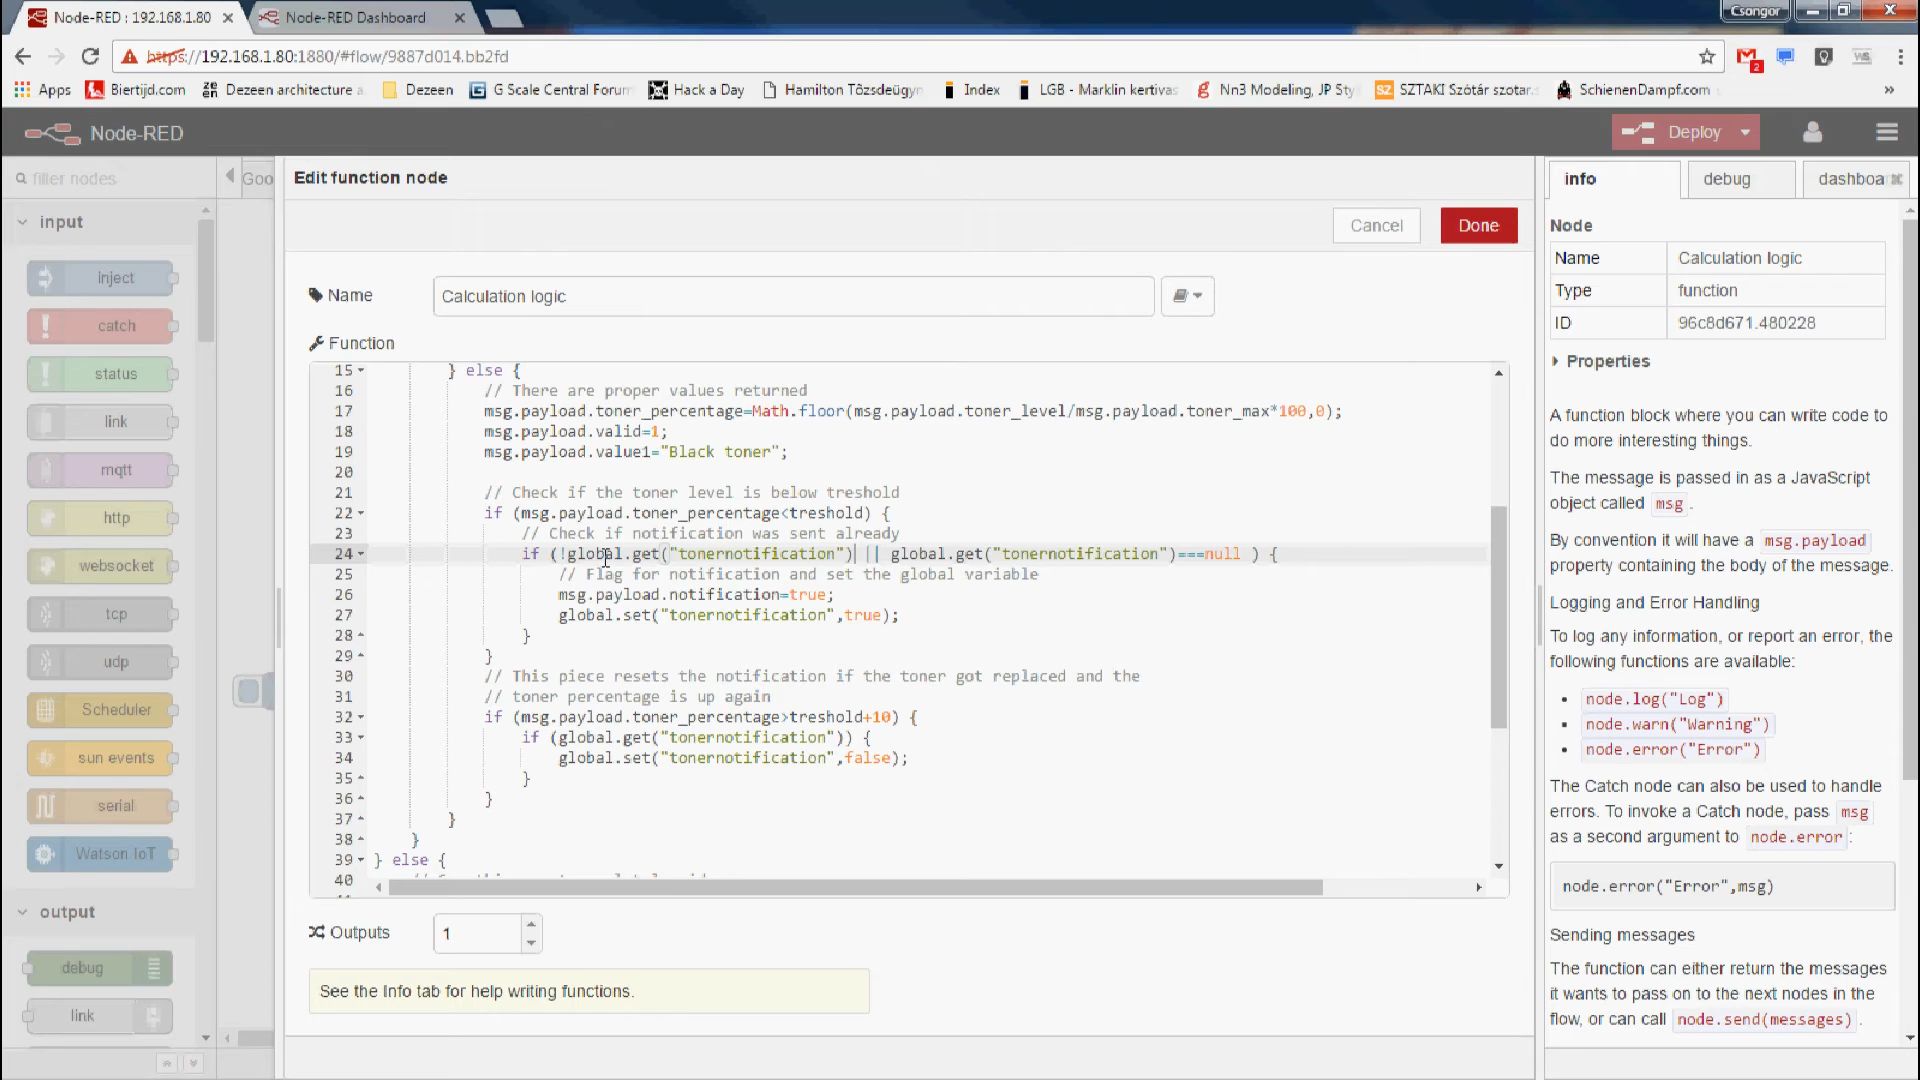 Node-RED : 192.168.1.80
Node-RED Dashboard
Csongor
https://192.168.1.80:1880/#flow/9887d014.bb2fd
Apps
Biertijd.com
Dezeen architecture a
Dezeen
G Scale Central Forum
Hack a Day
Hamilton Tőzsdeügyn
Index
LGB - Marklin kertivas
Nn3 Modeling, JP Sty
SZTAKI Szótár szotar.
SchienenDampf.com
Node-RED
Deploy
filter nodes
Goo
input
inject
catch
status
link
mqtt
http
websocket
tcp
udp
Scheduler
sun events
serial
Watson IoT
output
debug
link
Edit function node
Cancel
Done
Name
Calculation logic
Function
15 } else {
16 // There are proper values returned
17 msg.payload.toner_percentage=Math.floor(msg.payload.toner_level/msg.payload.toner_max*100,0);
18 msg.payload.valid=1;
19 msg.payload.value1="Black toner";
20
21 // Check if the toner level is below treshold
22 if (msg.payload.toner_percentage<treshold) {
23 // Check if notification was sent already
24 if (!global.get("tonernotification") || global.get("tonernotification")===null ) {
25 // Flag for notification and set the global variable
26 msg.payload.notification=true;
27 global.set("tonernotification",true);
28 }
29 }
30 // This piece resets the notification if the toner got replaced and the
31 // toner percentage is up again
32 if (msg.payload.toner_percentage>treshold+10) {
33 if (global.get("tonernotification")) {
34 global.set("tonernotification",false);
35 }
36 }
37 }
38 }
39 } else {
40
Outputs
1
See the Info tab for help writing functions.
info
debug
dashboa
Node
Name Calculation logic
Type function
ID 96c8d671.480228
Properties
A function block where you can write code to
do more interesting things.
The message is passed in as a JavaScript
object called msg .
By convention it will have a msg.payload
property containing the body of the message.
Logging and Error Handling
To log any information, or report an error, the
following functions are available:
• node.log("Log")
• node.warn("Warning")
• node.error("Error")
The Catch node can also be used to handle
errors. To invoke a Catch node, pass msg
as a second argument to node.error :
node.error("Error",msg)
Sending messages
The function can either return the messages
it wants to pass on to the next nodes in the
flow, or can call node.send(messages) .